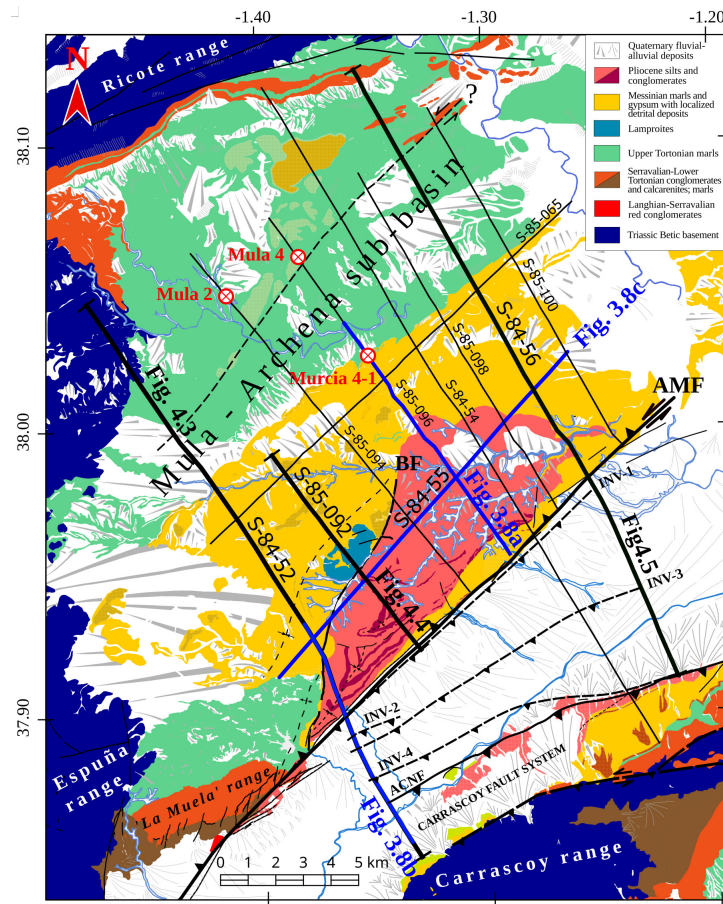 -1.40
-1.30
-1.20
38.10
38.00
37.90
N
Ricote range
?
Quaternary fluvial-
alluvial deposits
Pliocene silts and
conglomerates
Messinian marls and
gypsum with localized
detrital deposits
Lamproites
Upper Tortonian marls
Serravalian-Lower
Tortonian conglomerates
and calcarenites; marls
Langhian-Serravalian
red conglomerates
Triassic Betic basement
Mula - Archena sub-basin
Mula 4
Mula 2
Murcia 4-1
S-85-065
S-85-100
S-84-56
S-85-098
S-84-54
S-85-096
S-85-094
Fig. 3.8c
AMF
Fig. 4.3
BF
S-84-55
S-85-092
S-84-52
Fig. 3.8a
Fig. 4.4
Fig4.5
INV-1
INV-3
INV-2
INV-4
ACNF
CARRASCOY FAULT SYSTEM
Espuña
range
'La Muela' range
Fig. 3.8b
Carrascoy range
0 1 2 3 4 5 km